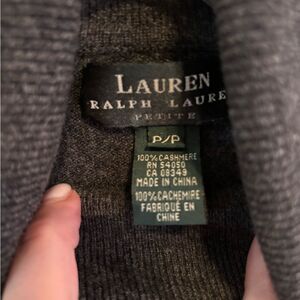 LAUREN
RALPH LAURE
PETITE
P/P
100% CASHMERE
RN 54050
CA 08349
MADE IN CHINA
100% CACHEMIRE
FABRIQUÉ EN
CHINE